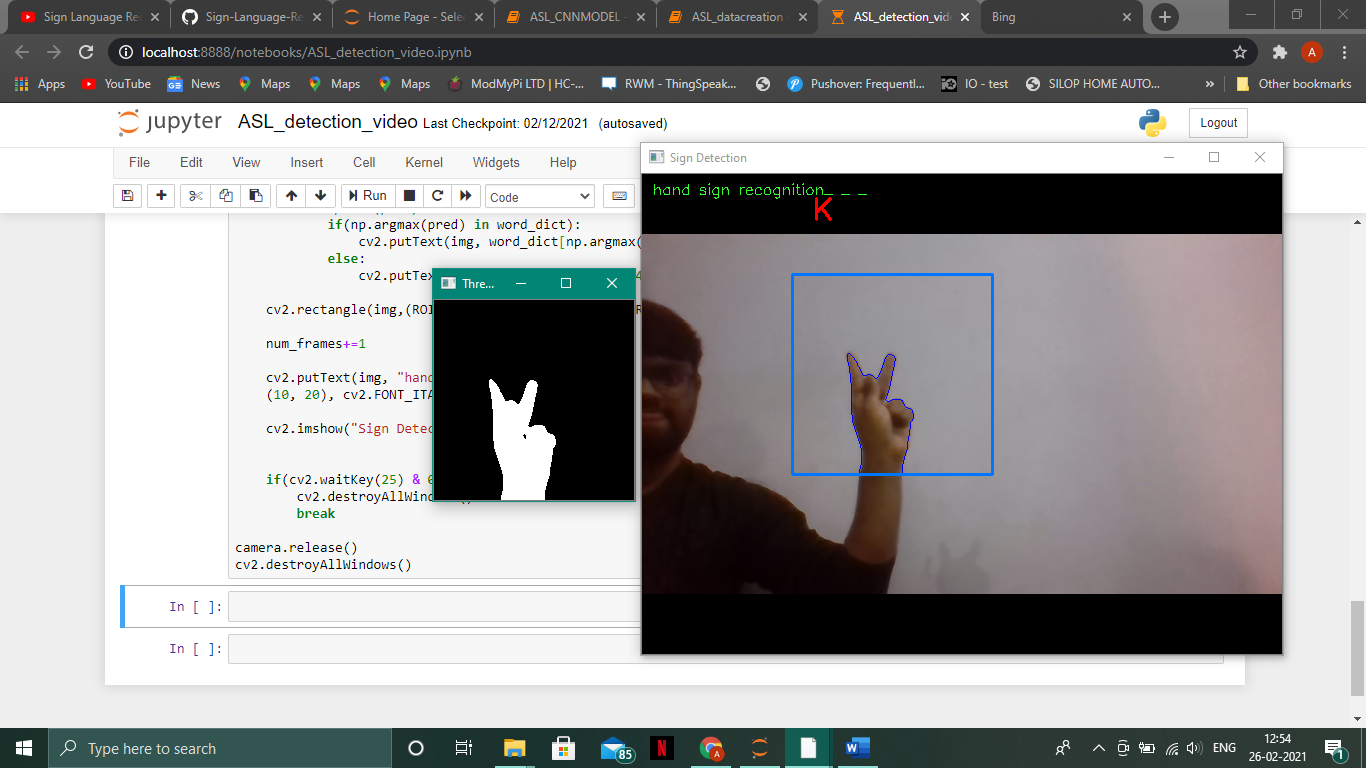 Sign Language Re
Sign-Language-Re
Home Page - Sele
ASL_CNNMODEL -
ASL_datacreation -
ASL_detection_vid
Bing
localhost:8888/notebooks/ASL_detection_video.ipynb
A
Apps
YouTube
News
Maps
Maps
Maps
ModMyPi LTD | HC-...
RWM - ThingSpeak...
Pushover: Frequentl...
IO - test
SILOP HOME AUTO...
»
Other bookmarks
jupyter ASL_detection_video Last Checkpoint: 02/12/2021 (autosaved)
Logout
File Edit View Insert Cell Kernel Widgets Help
Run
Code
if(np.argmax(pred) in word_dict):
cv2.putText(img, word_dict[np.argmax(
else:
cv2.putTe
cv2.rectangle(img,(ROI
num_frames+=1
cv2.putText(img, "hand
(10, 20), cv2.FONT_ITA
cv2.imshow("Sign Detec
if(cv2.waitKey(25) & 0
cv2.destroyAllWind
break
camera.release()
cv2.destroyAllWindows()
In [ ]:
In [ ]:
Thre...
Sign Detection
hand sign recognition_ _ _
K
Type here to search
85
N
A
W
ENG
12:54
26-02-2021
1